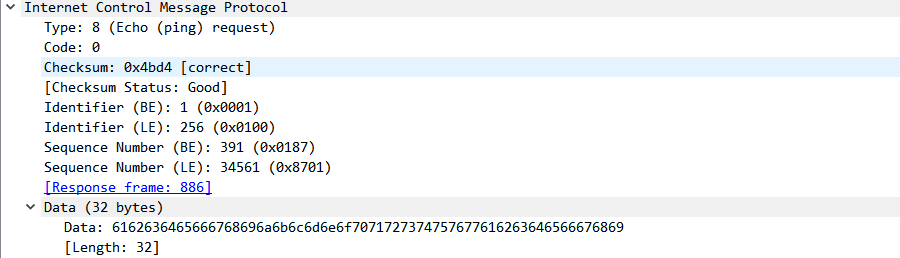 Internet Control Message Protocol
Type: 8 (Echo (ping) request)
Code: 0
Checksum: 0x4bd4 [correct]
[Checksum Status: Good]
Identifier (BE): 1 (0x0001)
Identifier (LE): 256 (0x0100)
Sequence Number (BE): 391 (0x0187)
Sequence Number (LE): 34561 (0x8701)
[Response frame: 886]
Data (32 bytes)
Data: 6162636465666768696a6b6c6d6e6f7071727374757677616263646566676869
[Length: 32]